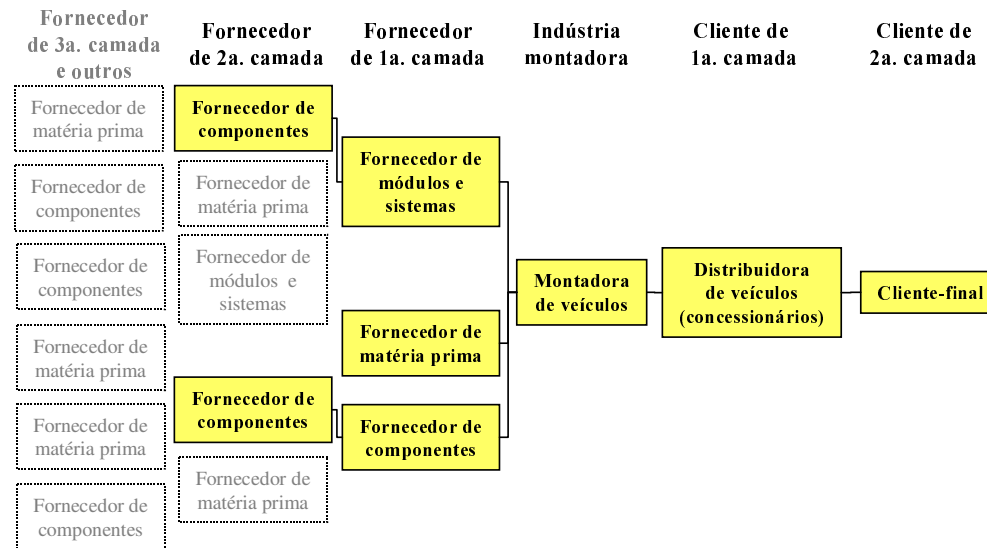 Fornecedor
de 3a. camada
e outros
Fornecedor
de 2a. camada
Fornecedor
de 1a. camada
Indústria
montadora
Cliente de
1a. camada
Cliente de
2a. camada
Fornecedor de
matéria prima
Fornecedor de
componentes
Fornecedor de
componentes
Fornecedor de
matéria prima
Fornecedor de
matéria prima
Fornecedor de
componentes
Fornecedor de
componentes
Fornecedor de
matéria prima
Fornecedor de
módulos e
sistemas
Fornecedor de
componentes
Fornecedor de
matéria prima
Fornecedor de
módulos e
sistemas
Fornecedor de
matéria prima
Fornecedor de
componentes
Montadora
de veículos
Distribuidora
de veículos
(concessionários)
Cliente-final